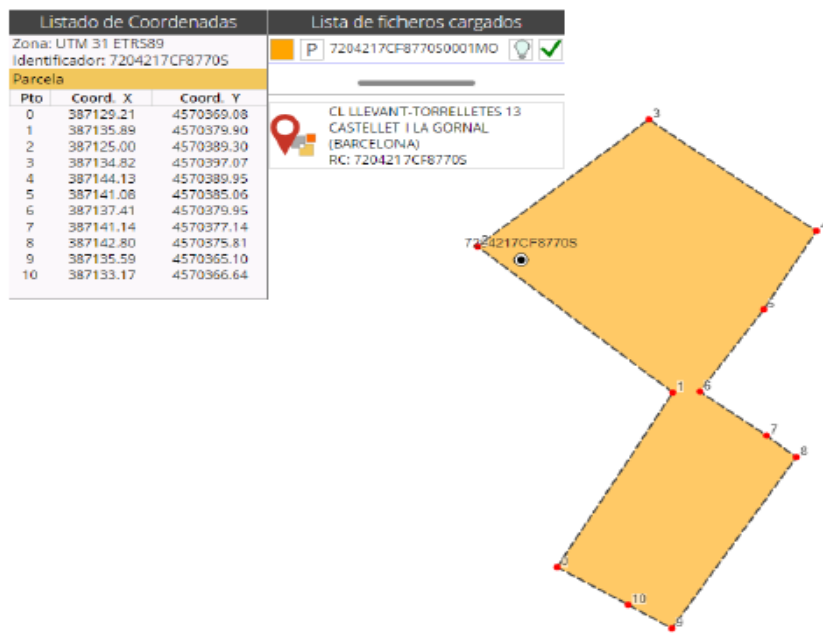 Listado de Coordenadas
Zona: UTM 31 ETRS89
Identificador: 7204217CF8770S
Parcela
Pto Coord. X Coord. Y
0 387129.21 4570369.08
1 387135.89 4570379.90
2 387125.00 4570389.30
3 387134.82 4570397.07
4 387144.13 4570389.95
5 387141.08 4570385.06
6 387137.41 4570379.95
7 387141.14 4570377.14
8 387142.80 4570375.81
9 387135.59 4570365.10
10 387133.17 4570366.64
Lista de ficheros cargados
P 7204217CF8770S0001MO
CL LLEVANT-TORRELLETES 13
CASTELLET I LA GORNAL
(BARCELONA)
RC: 7204217CF8770S
3
4
7204217CF8770S
5
1
6
7
8
0
10
9